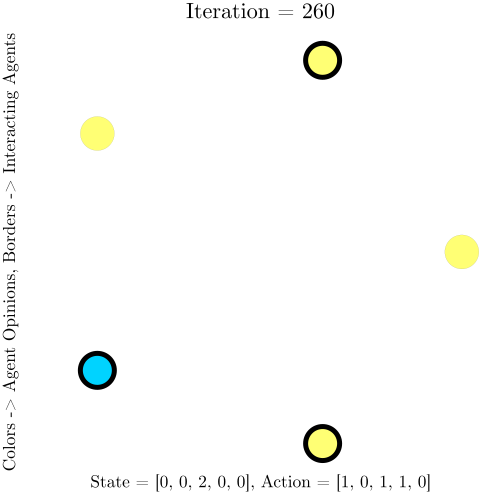 Iteration = 260
Colors -> Agent Opinions, Borders -> Interacting Agents
State = [0, 0, 2, 0, 0], Action = [1, 0, 1, 1, 0]